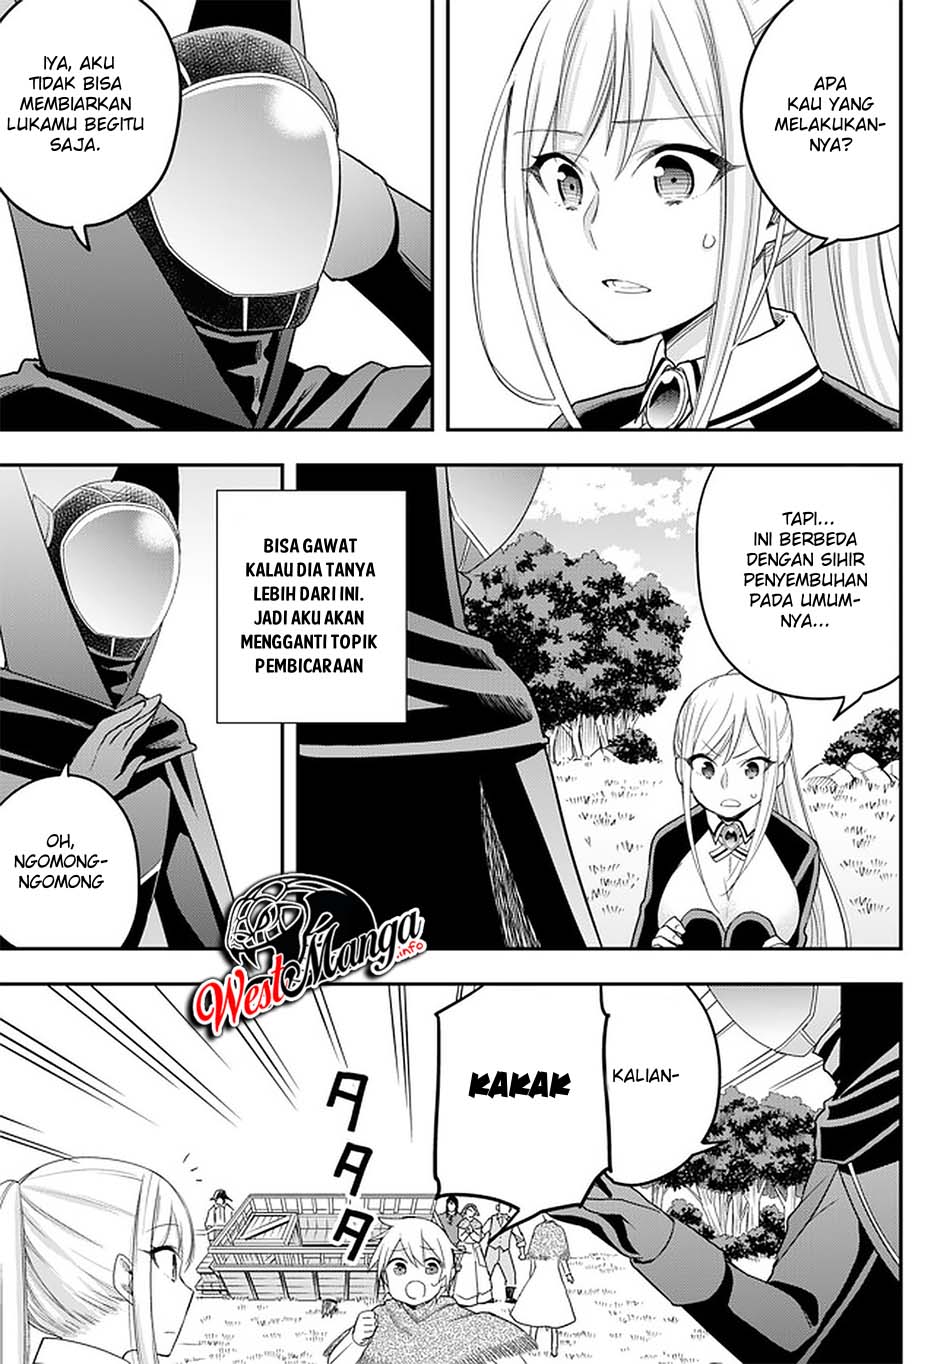 APA
KAU YANG
MELAKUKAN-
NYA?
IYA, AKU
TIDAK BISA
MEMBIARKAN
LUKAMU BEGITU
SAJA.
TAPI...
INI BERBEDA
DENGAN SIHIR
PENYEMBUHAN
PADA UMUM-
NYA...
BISA GAWAT
KALAU DIA TANYA
LEBIH DARI INI.
JADI AKU AKAN
MENGGANTI TOPIK
PEMBICARAAN
OH,
NGOMONG-
NGOMONG
WestManga
.info
KALIAN-
KAKAK
AAA